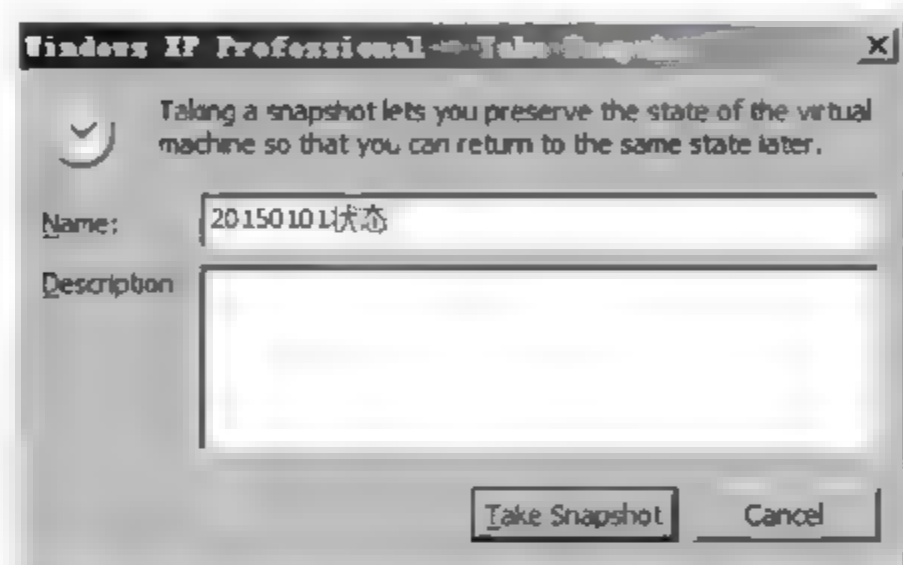 Windows XP Professional - Take Snapshot
Taking a snapshot lets you preserve the state of the virtual
machine so that you can return to the same state later.
Name:
20150101状态
Description
Take Snapshot
Cancel